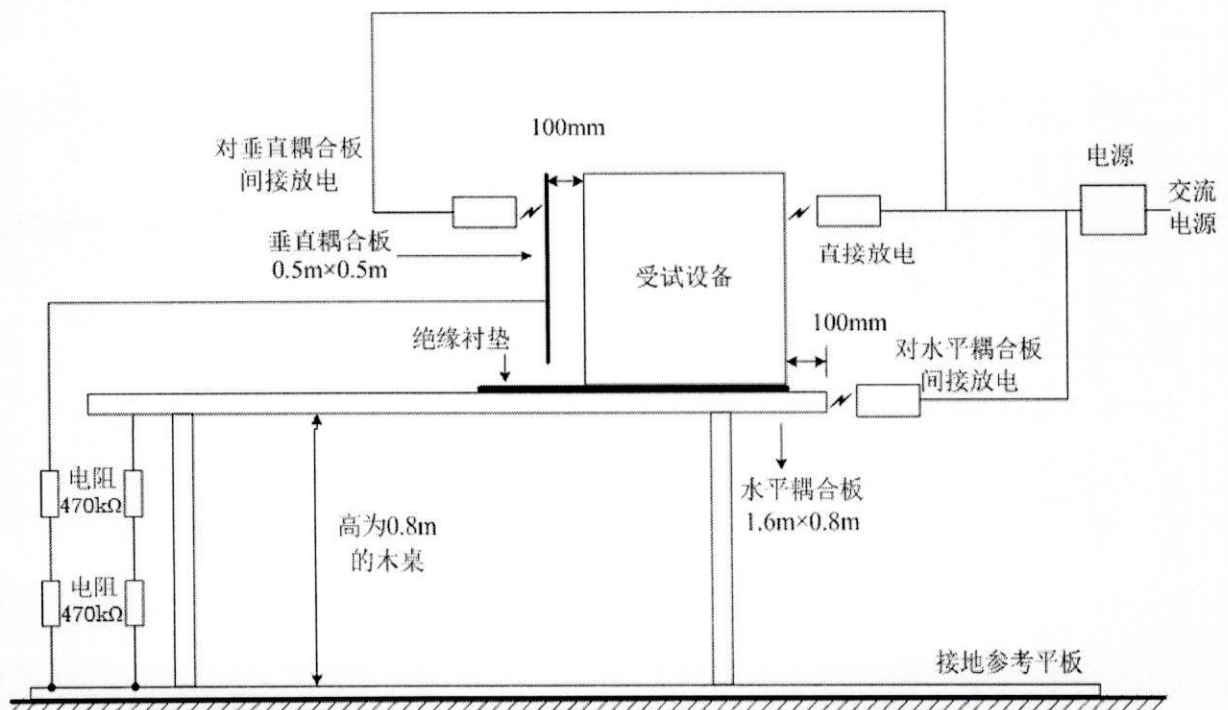 100mm
对垂直耦合板
间接放电
电源
交流
电源
垂直耦合板
0.5m×0.5m
直接放电
受试设备
100mm
绝缘衬垫
对水平耦合板
间接放电
电阻
470kΩ
水平耦合板
1.6m×0.8m
高为0.8m
的木桌
电阻
470kΩ
接地参考平板